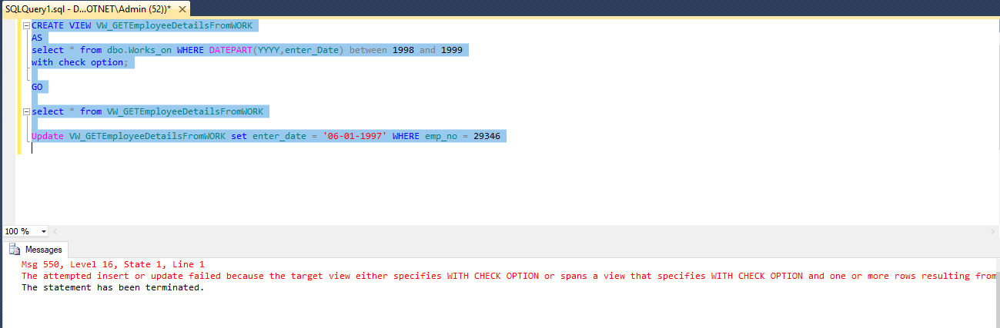 SQLQuery1.sql - D...OTNET\Admin (52))*
CREATE VIEW VW_GETEmployeeDetailsFromWORK
AS
select * from dbo.Works_on WHERE DATEPART(YYYY,enter_Date) between 1998 and 1999
with check option;
GO
select * from VW_GETEmployeeDetailsFromWORK
Update VW_GETEmployeeDetailsFromWORK set enter_date = '06-01-1997' WHERE emp_no = 29346
100 %
Messages
Msg 550, Level 16, State 1, Line 1
The attempted insert or update failed because the target view either specifies WITH CHECK OPTION or spans a view that specifies WITH CHECK OPTION and one or more rows resulting from
The statement has been terminated.